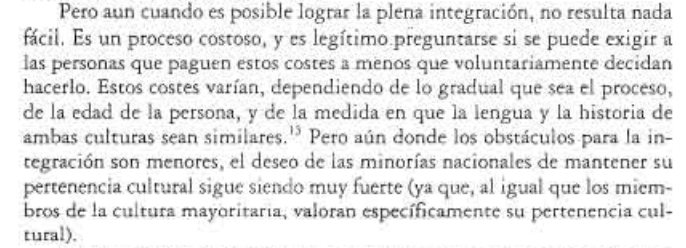 Pero aun cuando es posible lograr la plena integración, no resulta nada
fácil. Es un proceso costoso, y es legítimo preguntarse si se puede exigir a
las personas que paguen estos costes a menos que voluntariamente decidan
hacerlo. Estos costes varían, dependiendo de lo gradual que sea el proceso,
de la edad de la persona, y de la medida en que la lengua y la historia de
ambas culturas sean similares.¹⁵ Pero aún donde los obstáculos para la in-
tegración son menores, el deseo de las minorías nacionales de mantener su
pertenencia cultural sigue siendo muy fuerte (ya que, al igual que los miem-
bros de la cultura mayoritaria, valoran específicamente su pertenencia cul-
tural).